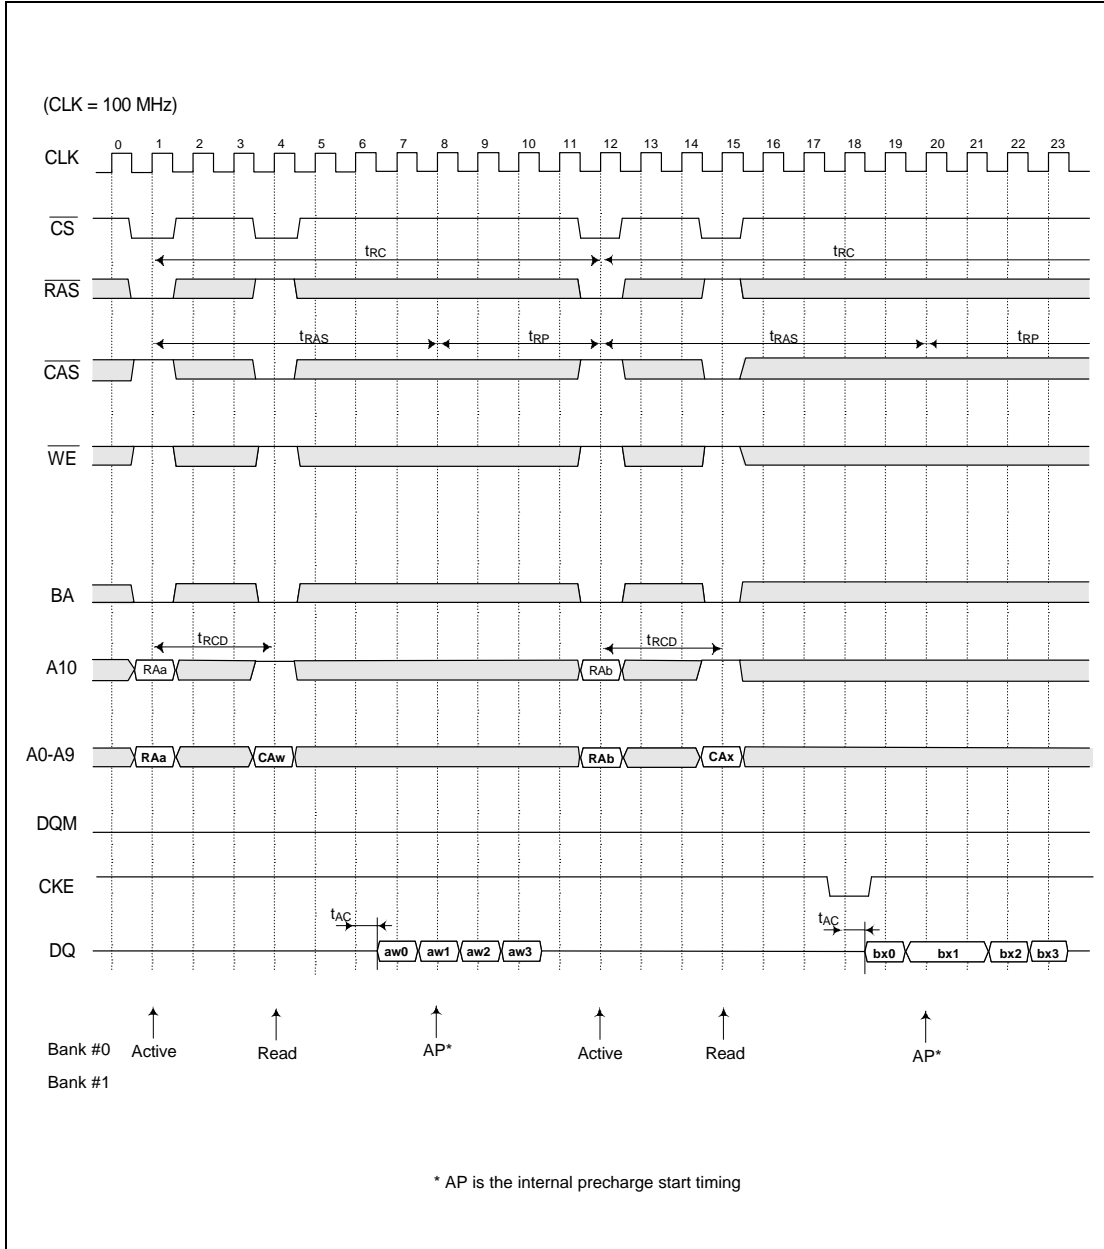 (CLK = 100 MHz)
0 1 2 3 4 5 6 7 8 9 10 11 12 13 14 15 16 17 18 19 20 21 22 23
CLK
CS
tRC tRC
RAS
tRAS tRP tRAS tRP
CAS
WE
BA
tRCD tRCD
A10 RAa RAb
A0-A9 RAa CAw RAb CAx
DQM
CKE
tAC tAC
DQ aw0 aw1 aw2 aw3 bx0 bx1 bx2 bx3
Bank #0 Active Read AP* Active Read AP*
Bank #1
* AP is the internal precharge start timing